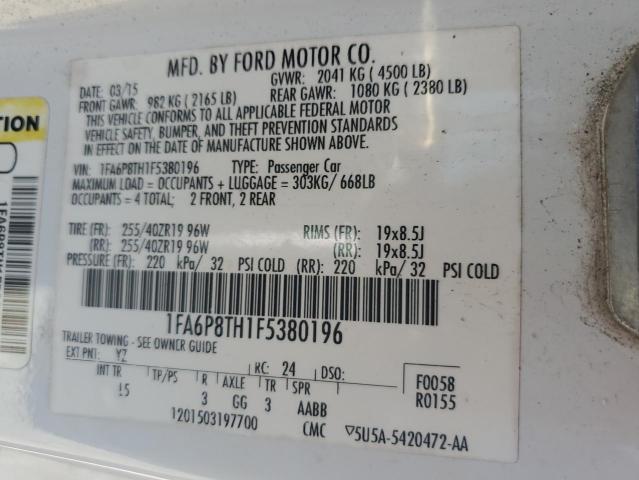 MFD. BY FORD MOTOR CO.
DATE: 03/15 GVWR: 2041 KG ( 4500 LB)
FRONT GAWR: 982 KG ( 2165 LB) REAR GAWR: 1080 KG ( 2380 LB)
THIS VEHICLE CONFORMS TO ALL APPLICABLE FEDERAL MOTOR
VEHICLE SAFETY, BUMPER, AND THEFT PREVENTION STANDARDS
IN EFFECT ON THE DATE OF MANUFACTURE SHOWN ABOVE.
VIN: 1FA6P8TH1F5380196 TYPE: Passenger Car
MAXIMUM LOAD = OCCUPANTS + LUGGAGE = 303KG/ 668LB
OCCUPANTS = 4 TOTAL; 2 FRONT, 2 REAR
TIRE (FR): 255/40ZR19 96W RIMS (FR): 19x8.5J
(RR): 255/40ZR19 96W (RR): 19x8.5J
PRESSURE (FR): 220 kPa/ 32 PSI COLD (RR): 220 kPa/ 32 PSI COLD
1FA6P8TH1F5380196
TRAILER TOWING - SEE OWNER GUIDE
EXT PNT: YZ RC: 24 DSO: F0058
INT TR TP/PS R AXLE TR SPR R0155
I5 3 GG 3 AABB
1201503197700 CMC 5U5A-5420472-AA